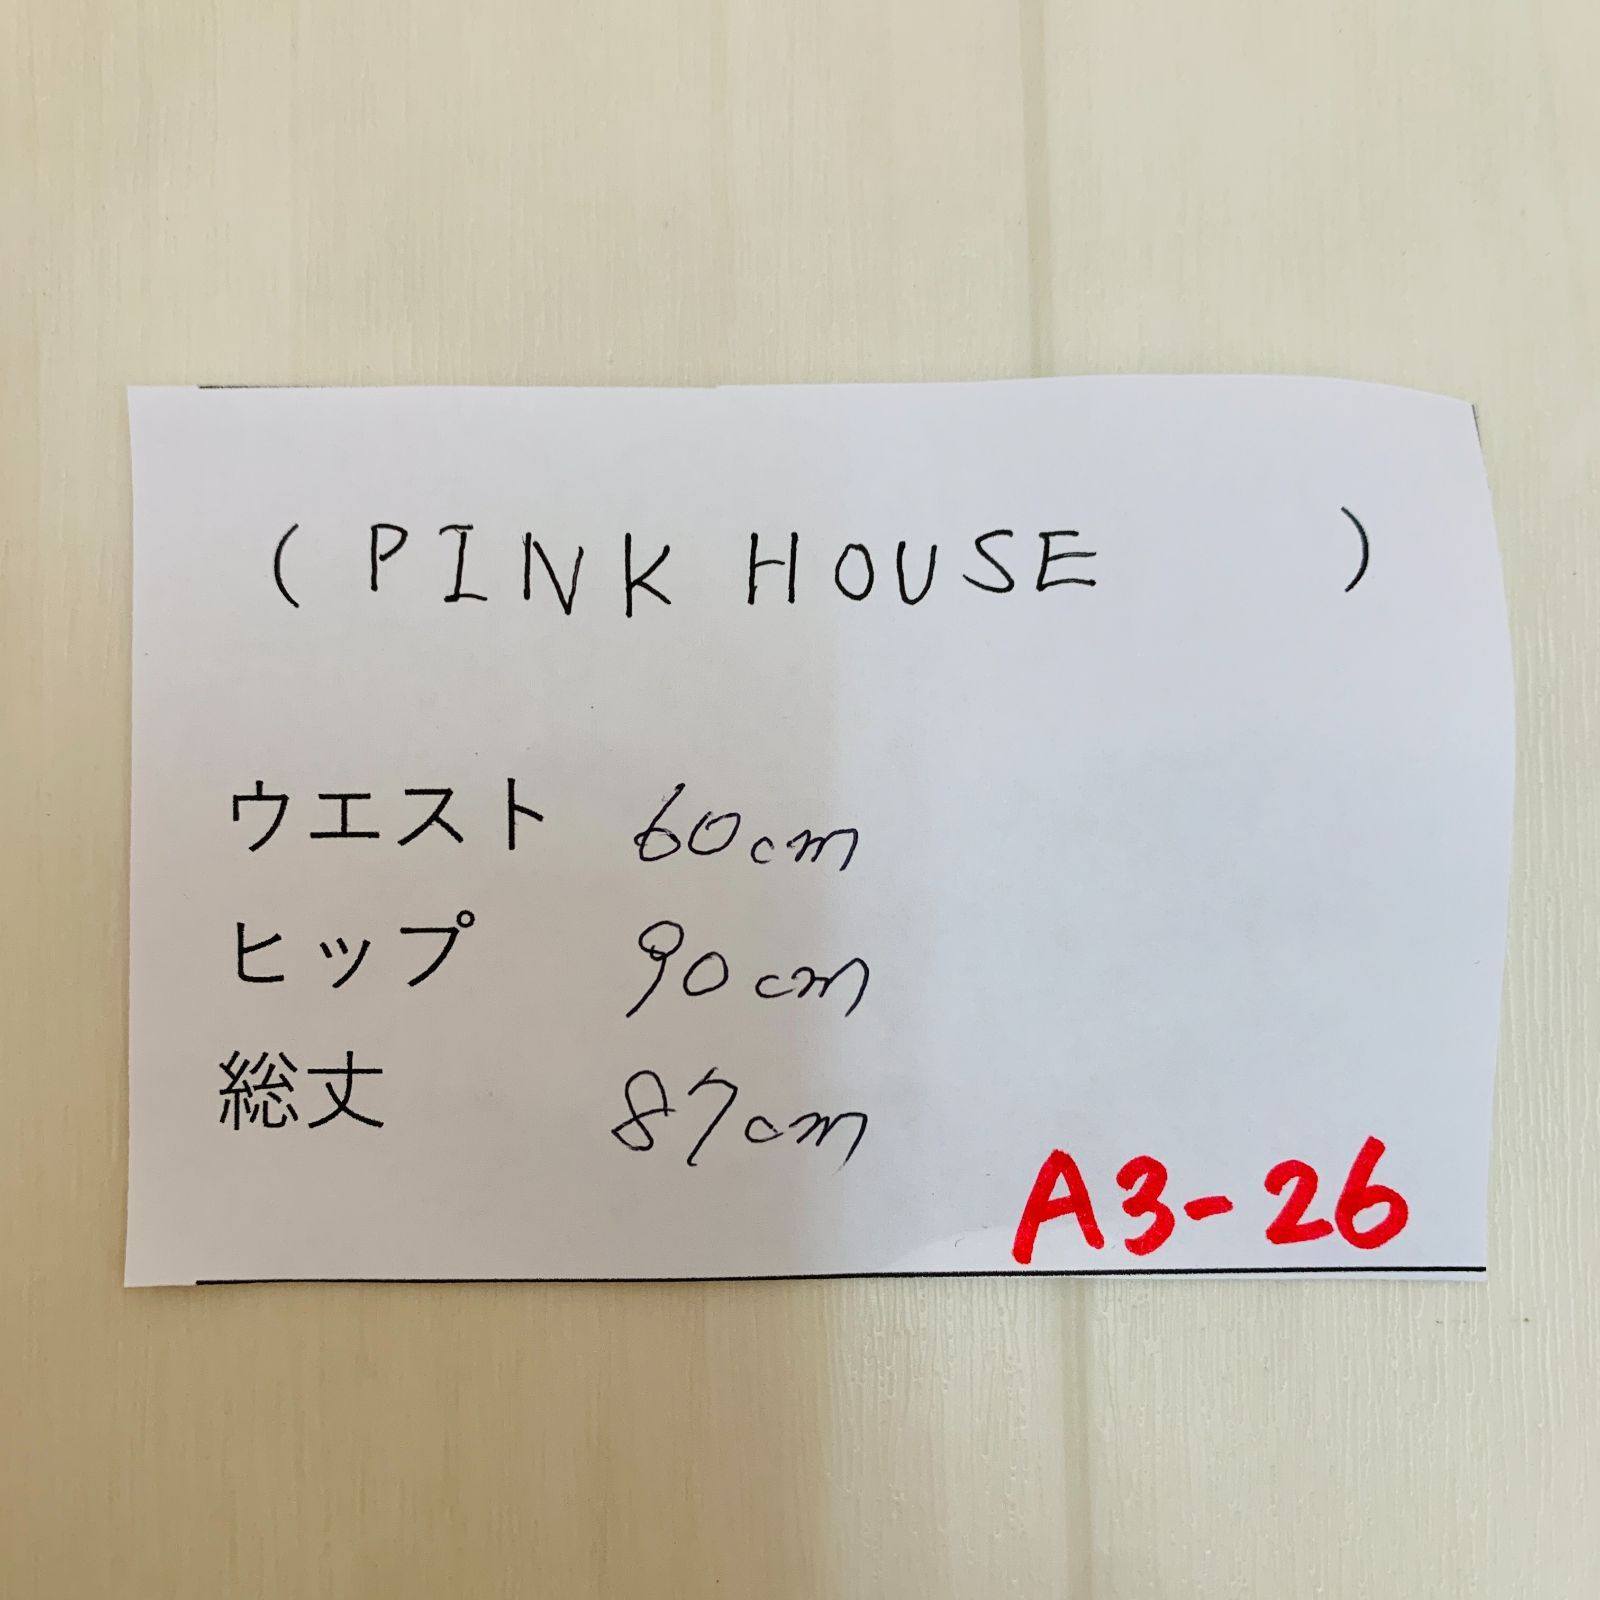 ( PINK HOUSE )
ウエスト 60cm
ヒップ 90cm
総丈 87cm
A3-26